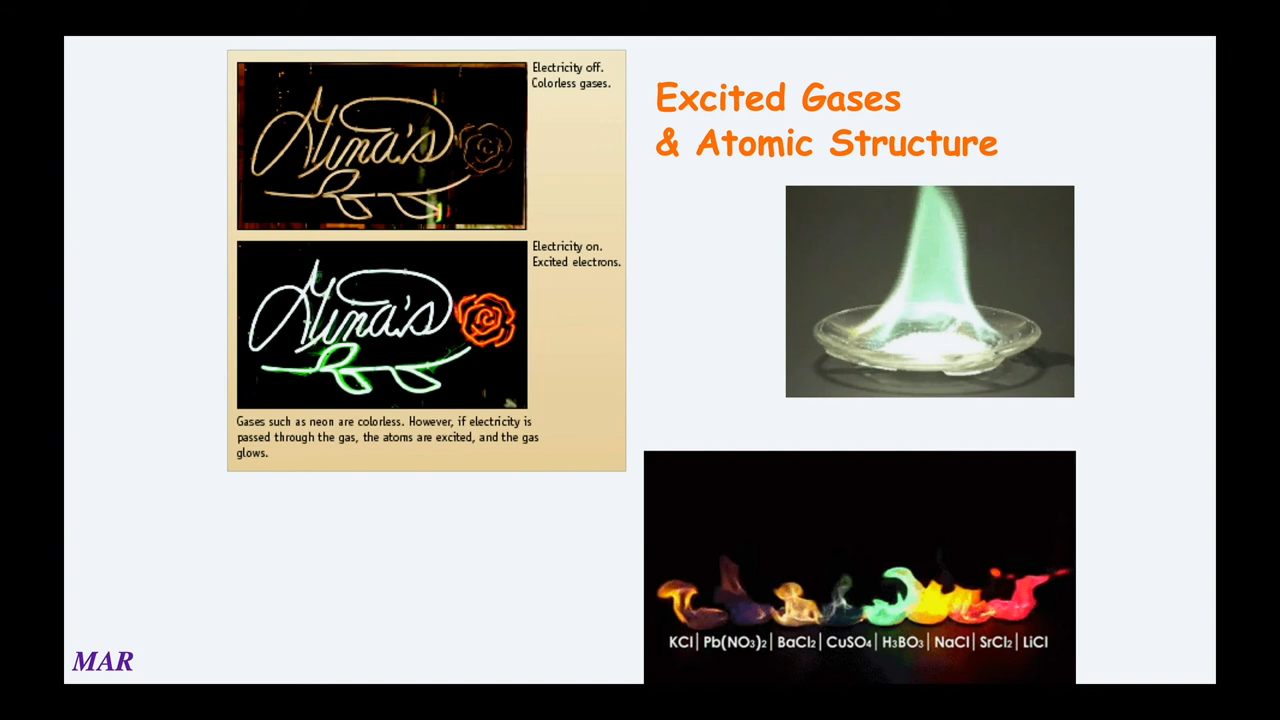 Electricity off.
Colorless gases.
Gina's
Electricity on.
Excited electrons.
Gina's
Gases such as neon are colorless. However, if electricity is
passed through the gas, the atoms are excited, and the gas
glows.
Excited Gases
& Atomic Structure
KCl | Pb(NO₃)₂ | BaCl₂ | CuSO₄ | H₃BO₃ | NaCl | SrCl₂ | LiCl
MAR